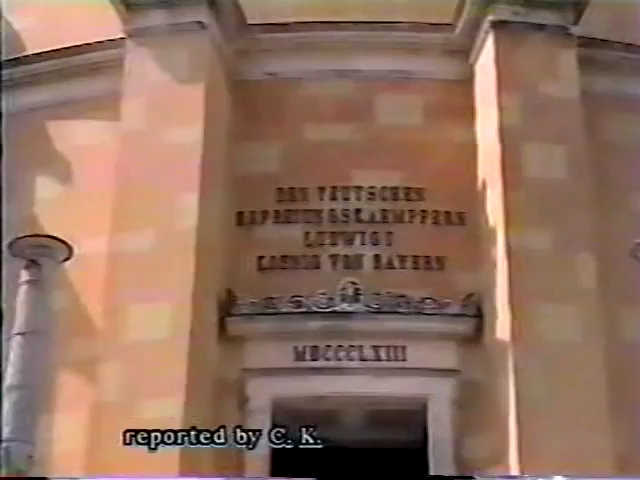 DEN TEUTSCHEN
BEFREIUNGSKAEMPFERN
LUDWIG I
KOENIG VON BAYERN
MDCCCLXIII
reported by C. K.